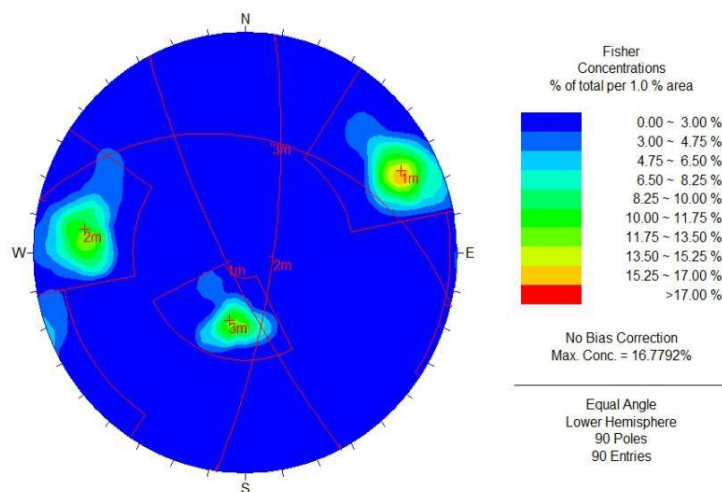 N
3m
1m
2m
W
E
1m
2m
3m
S
Fisher
Concentrations
% of total per 1.0 % area
0.00 ~ 3.00 %
3.00 ~ 4.75 %
4.75 ~ 6.50 %
6.50 ~ 8.25 %
8.25 ~ 10.00 %
10.00 ~ 11.75 %
11.75 ~ 13.50 %
13.50 ~ 15.25 %
15.25 ~ 17.00 %
>17.00 %
No Bias Correction
Max. Conc. = 16.7792%
Equal Angle
Lower Hemisphere
90 Poles
90 Entries